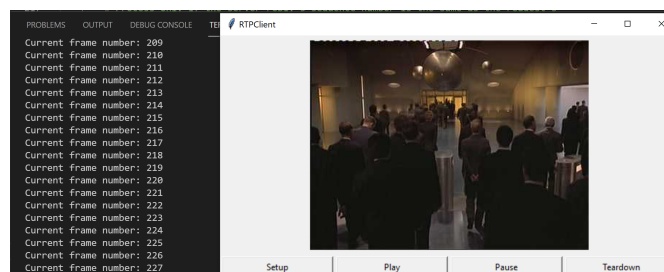 PROBLEMS OUTPUT DEBUG CONSOLE
Current frame number: 209
Current frame number: 210
Current frame number: 211
Current frame number: 212
Current frame number: 213
Current frame number: 214
Current frame number: 215
Current frame number: 216
Current frame number: 217
Current frame number: 218
Current frame number: 219
Current frame number: 220
Current frame number: 221
Current frame number: 222
Current frame number: 223
Current frame number: 224
Current frame number: 225
Current frame number: 226
Current frame number: 227
RTPClient
Setup Play Pause Teardown